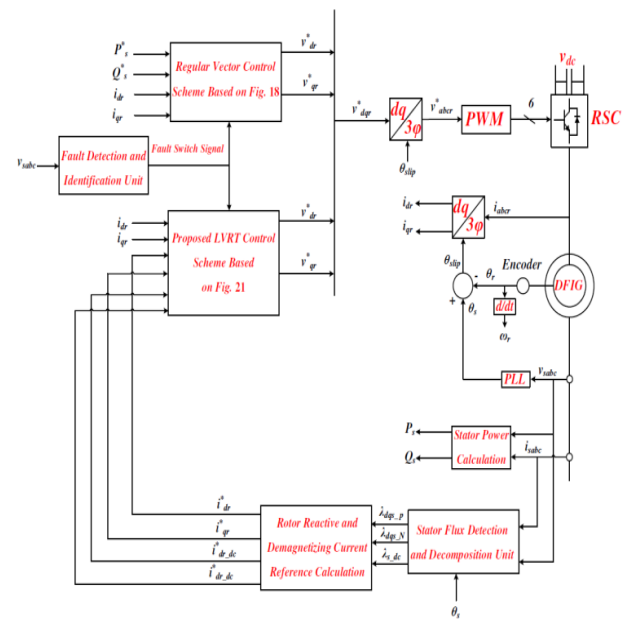 P*s
Q*s
idr
iqr
Regular Vector Control
Scheme Based on Fig. 18
v*dr
v*qr
v*dqr
dq
3φ
v*abcr
PWM
6
vdc
RSC
θslip
vsabc
Fault Detection and
Identification Unit
Fault Switch Signal
idr
iqr
Proposed LVRT Control
Scheme Based
on Fig. 21
v*dr
v*qr
idr
iqr
dq
3φ
iabcr
θslip
-
+
θr
Encoder
DFIG
θs
d/dt
ωr
PLL
vsabc
Ps
Qs
Stator Power
Calculation
isabc
i*dr
i*qr
i*dr_dc
i*dr_dc
Rotor Reactive and
Demagnetizing Current
Reference Calculation
λdqs_p
λdqs_N
λs_dc
Stator Flux Detection
and Decomposition Unit
θs